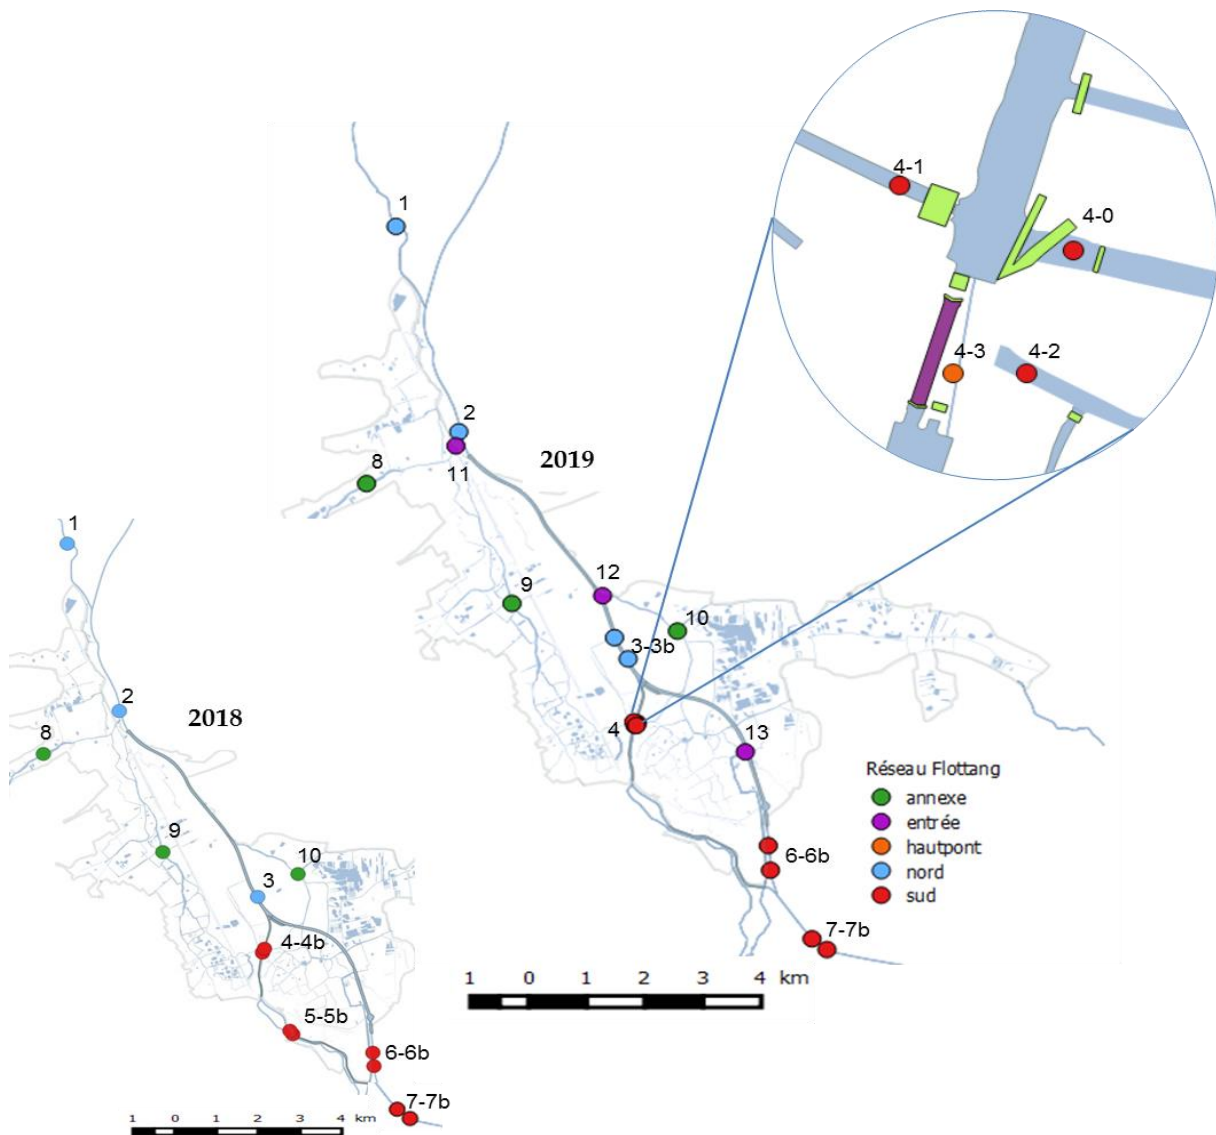 4-1
4-0
4-3
4-2
1
2
11
8
2019
9
12
10
3-3b
4
13
6-6b
7-7b
Réseau Flottang
annexe
entrée
hautpont
nord
sud
1 0 1 2 3 4 km
1
2
2018
8
9
10
3
4-4b
5-5b
6-6b
7-7b
1 0 1 2 3 4 km